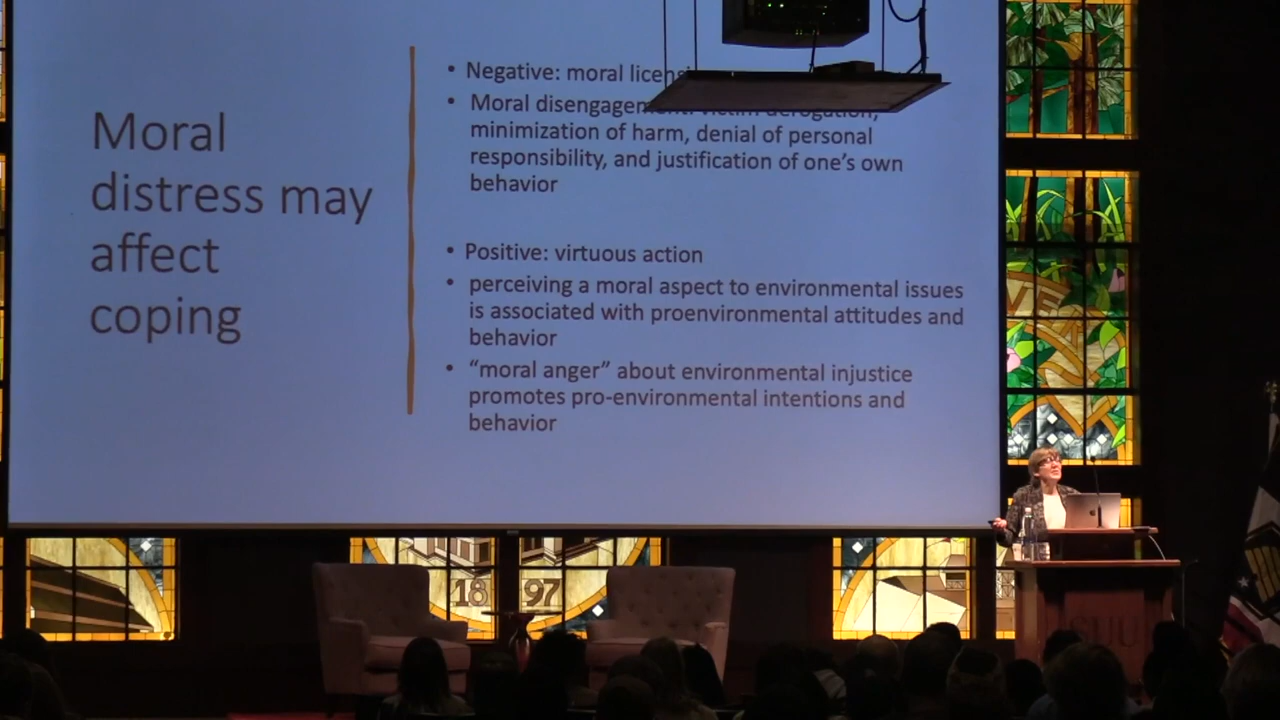 Moral
distress may
affect
coping
• Negative: moral
• Moral
minimization of harm, denial of personal
responsibility, and justification of one’s own
behavior
• Positive: virtuous action
• perceiving a moral aspect to environmental issues
is associated with proenvironmental attitudes and
behavior
• “moral anger” about environmental injustice
promotes pro-environmental intentions and
behavior
18 97
SUU